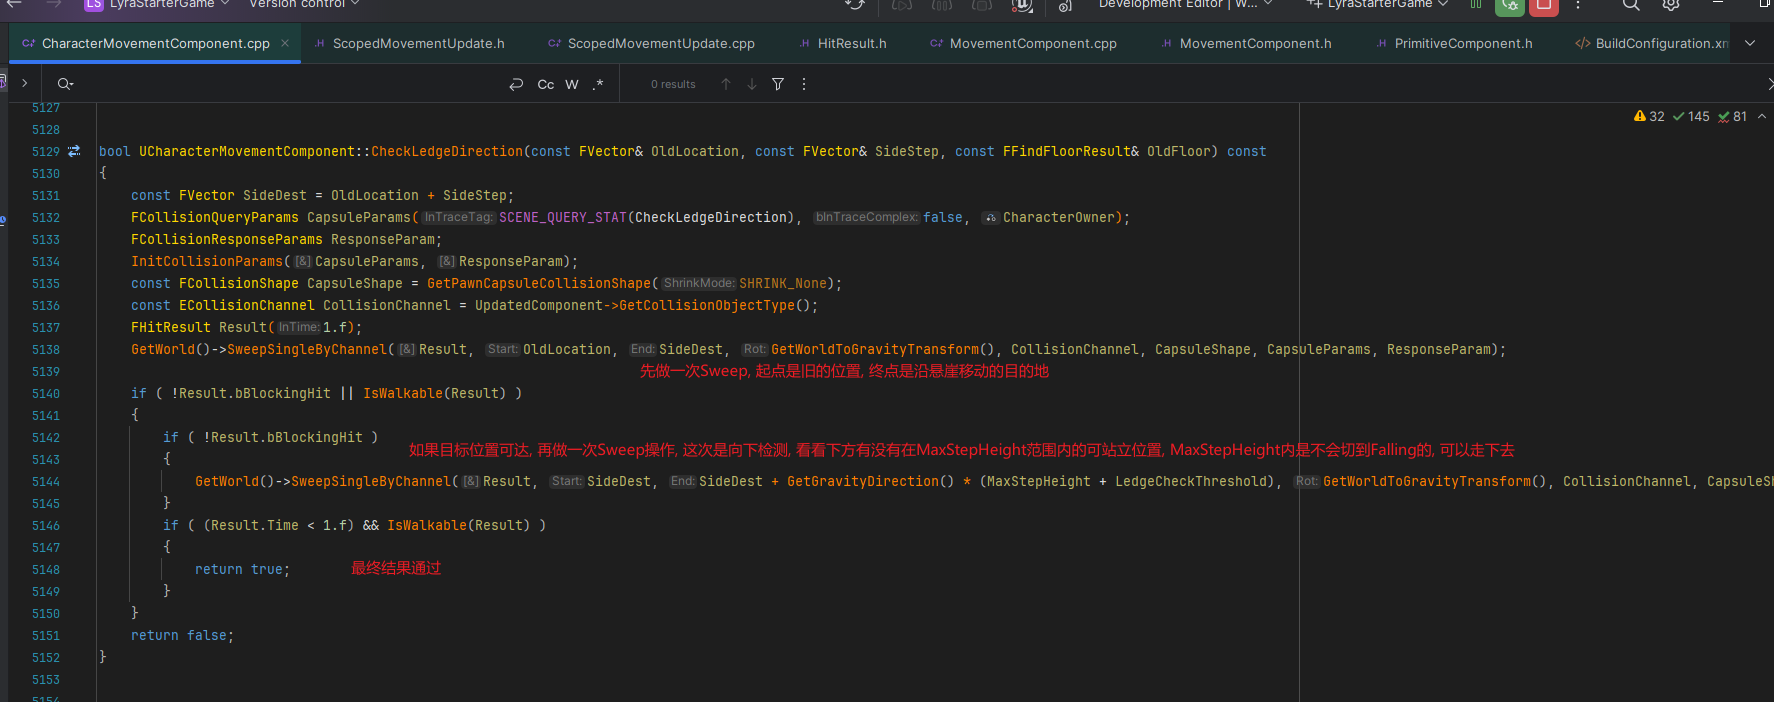 LS LyraStarterGame Version control Development Editor | W... LyraStarterGame
CharacterMovementComponent.cpp ScopedMovementUpdate.h ScopedMovementUpdate.cpp HitResult.h MovementComponent.cpp MovementComponent.h PrimitiveComponent.h BuildConfiguration.xm
Cc W .* 0 results
32 145 81
5127
5128
5129 bool UCharacterMovementComponent::CheckLedgeDirection(const FVector& OldLocation, const FVector& SideStep, const FFindFloorResult& OldFloor) const
5130 {
5131 const FVector SideDest = OldLocation + SideStep;
5132 FCollisionQueryParams CapsuleParams(InTraceTag: SCENE_QUERY_STAT(CheckLedgeDirection), bInTraceComplex: false, CharacterOwner);
5133 FCollisionResponseParams ResponseParam;
5134 InitCollisionParams([&] CapsuleParams, [&] ResponseParam);
5135 const FCollisionShape CapsuleShape = GetPawnCapsuleCollisionShape(ShrinkMode: SHRINK_None);
5136 const ECollisionChannel CollisionChannel = UpdatedComponent->GetCollisionObjectType();
5137 FHitResult Result(InTime: 1.f);
5138 GetWorld()->SweepSingleByChannel([&] Result, Start: OldLocation, End: SideDest, Rot: GetWorldToGravityTransform(), CollisionChannel, CapsuleShape, CapsuleParams, ResponseParam);
5139 先做一次Sweep, 起点是旧的位置, 终点是沿悬崖移动的目的地
5140 if ( !Result.bBlockingHit || IsWalkable(Result) )
5141 {
5142 if ( !Result.bBlockingHit )
如果目标位置可达, 再做一次Sweep操作, 这次是向下检测, 看看下方有没有在MaxStepHeight范围内的可站立位置, MaxStepHeight内是不会切到Falling的, 可以走下去
5143 {
5144 GetWorld()->SweepSingleByChannel([&] Result, Start: SideDest, End: SideDest + GetGravityDirection() * (MaxStepHeight + LedgeCheckThreshold), Rot: GetWorldToGravityTransform(), CollisionChannel, CapsuleSh
5145 }
5146 if ( (Result.Time < 1.f) && IsWalkable(Result) )
5147 {
5148 return true; 最终结果通过
5149 }
5150 }
5151 return false;
5152 }
5153
5154